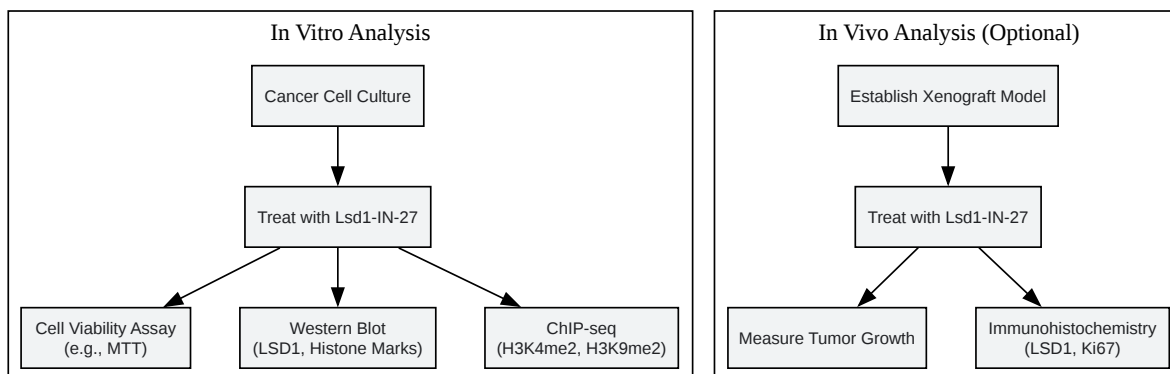 In Vitro Analysis
Cancer Cell Culture
Treat with Lsd1-IN-27
Cell Viability Assay
(e.g., MTT)
Western Blot
(LSD1, Histone Marks)
ChIP-seq
(H3K4me2, H3K9me2)
In Vivo Analysis (Optional)
Establish Xenograft Model
Treat with Lsd1-IN-27
Measure Tumor Growth
Immunohistochemistry
(LSD1, Ki67)